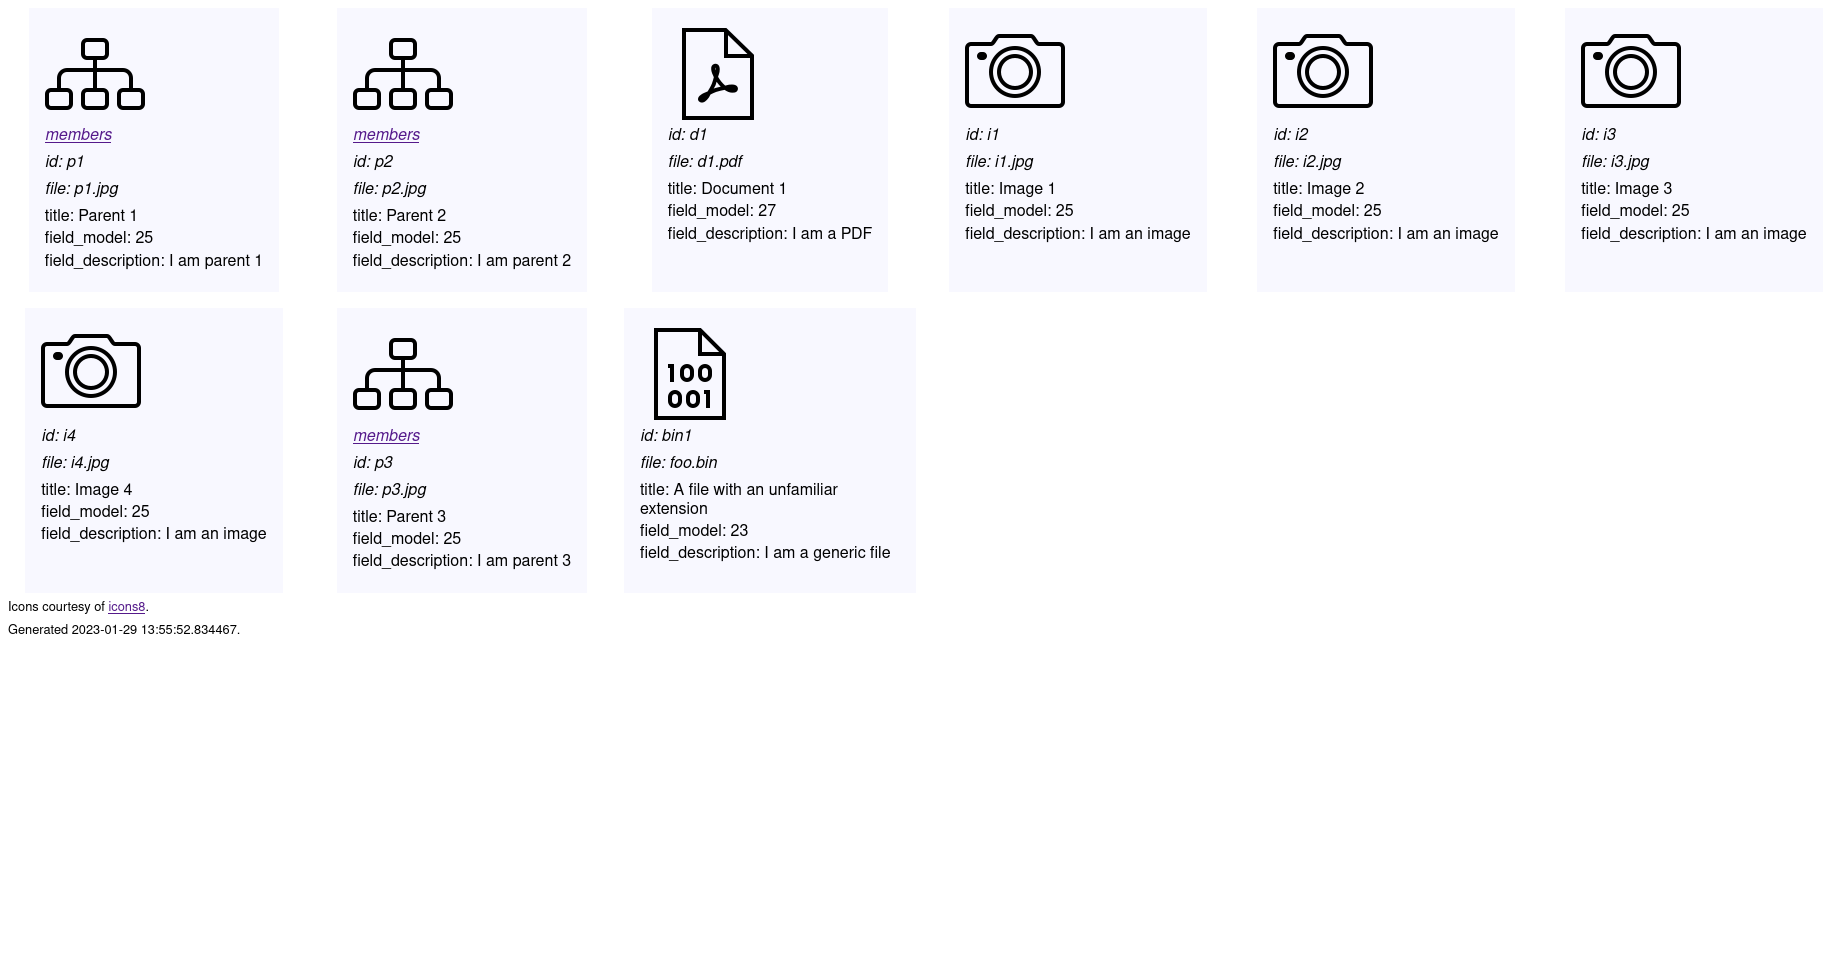 members
id: p1
file: p1.jpg
title: Parent 1
field_model: 25
field_description: I am parent 1
members
id: p2
file: p2.jpg
title: Parent 2
field_model: 25
field_description: I am parent 2
id: d1
file: d1.pdf
title: Document 1
field_model: 27
field_description: I am a PDF
id: i1
file: i1.jpg
title: Image 1
field_model: 25
field_description: I am an image
id: i2
file: i2.jpg
title: Image 2
field_model: 25
field_description: I am an image
id: i3
file: i3.jpg
title: Image 3
field_model: 25
field_description: I am an image
id: i4
file: i4.jpg
title: Image 4
field_model: 25
field_description: I am an image
members
id: p3
file: p3.jpg
title: Parent 3
field_model: 25
field_description: I am parent 3
100
001
id: bin1
file: foo.bin
title: A file with an unfamiliar
extension
field_model: 23
field_description: I am a generic file
Icons courtesy of icons8.
Generated 2023-01-29 13:55:52.834467.